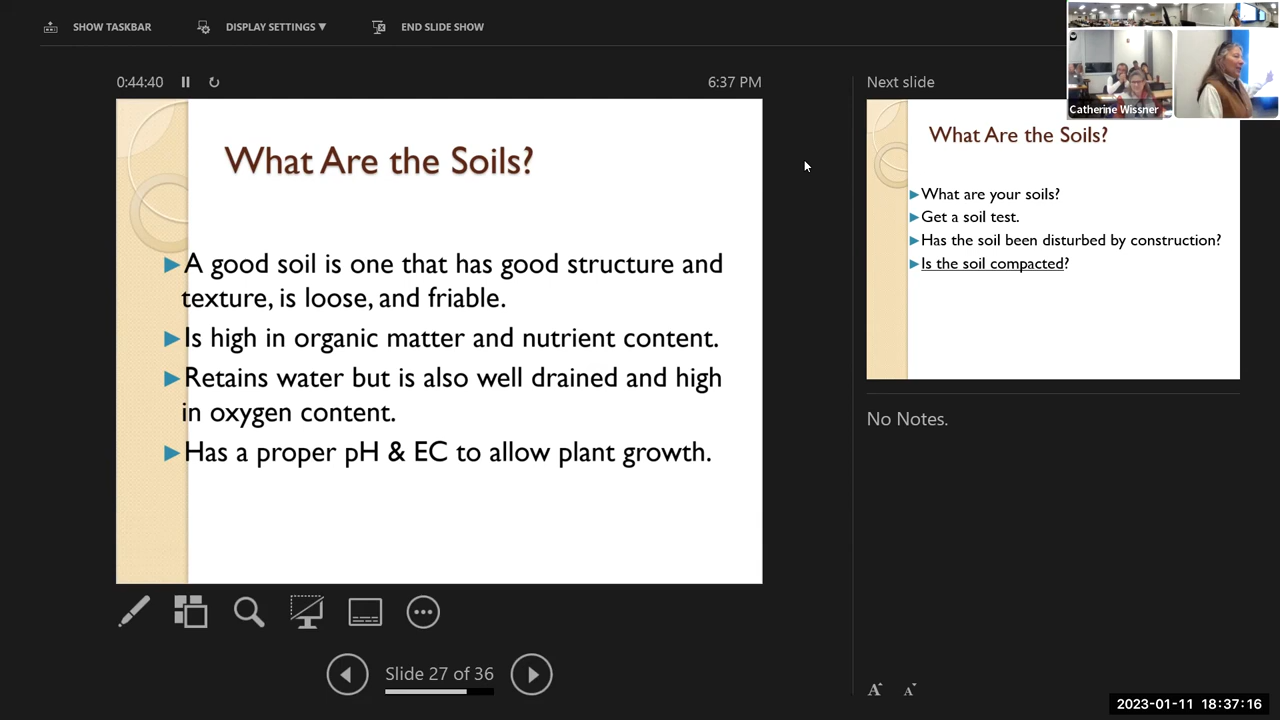 SHOW TASKBAR DISPLAY SETTINGS ▼ END SLIDE SHOW
Catherine Wissner
0:44:40 6:37 PM
What Are the Soils?
►A good soil is one that has good structure and
texture, is loose, and friable.
►Is high in organic matter and nutrient content.
►Retains water but is also well drained and high
in oxygen content.
►Has a proper pH & EC to allow plant growth.
Slide 27 of 36
Next slide
What Are the Soils?
►What are your soils?
►Get a soil test.
►Has the soil been disturbed by construction?
►Is the soil compacted?
No Notes.
A A
2023-01-11 18:37:16